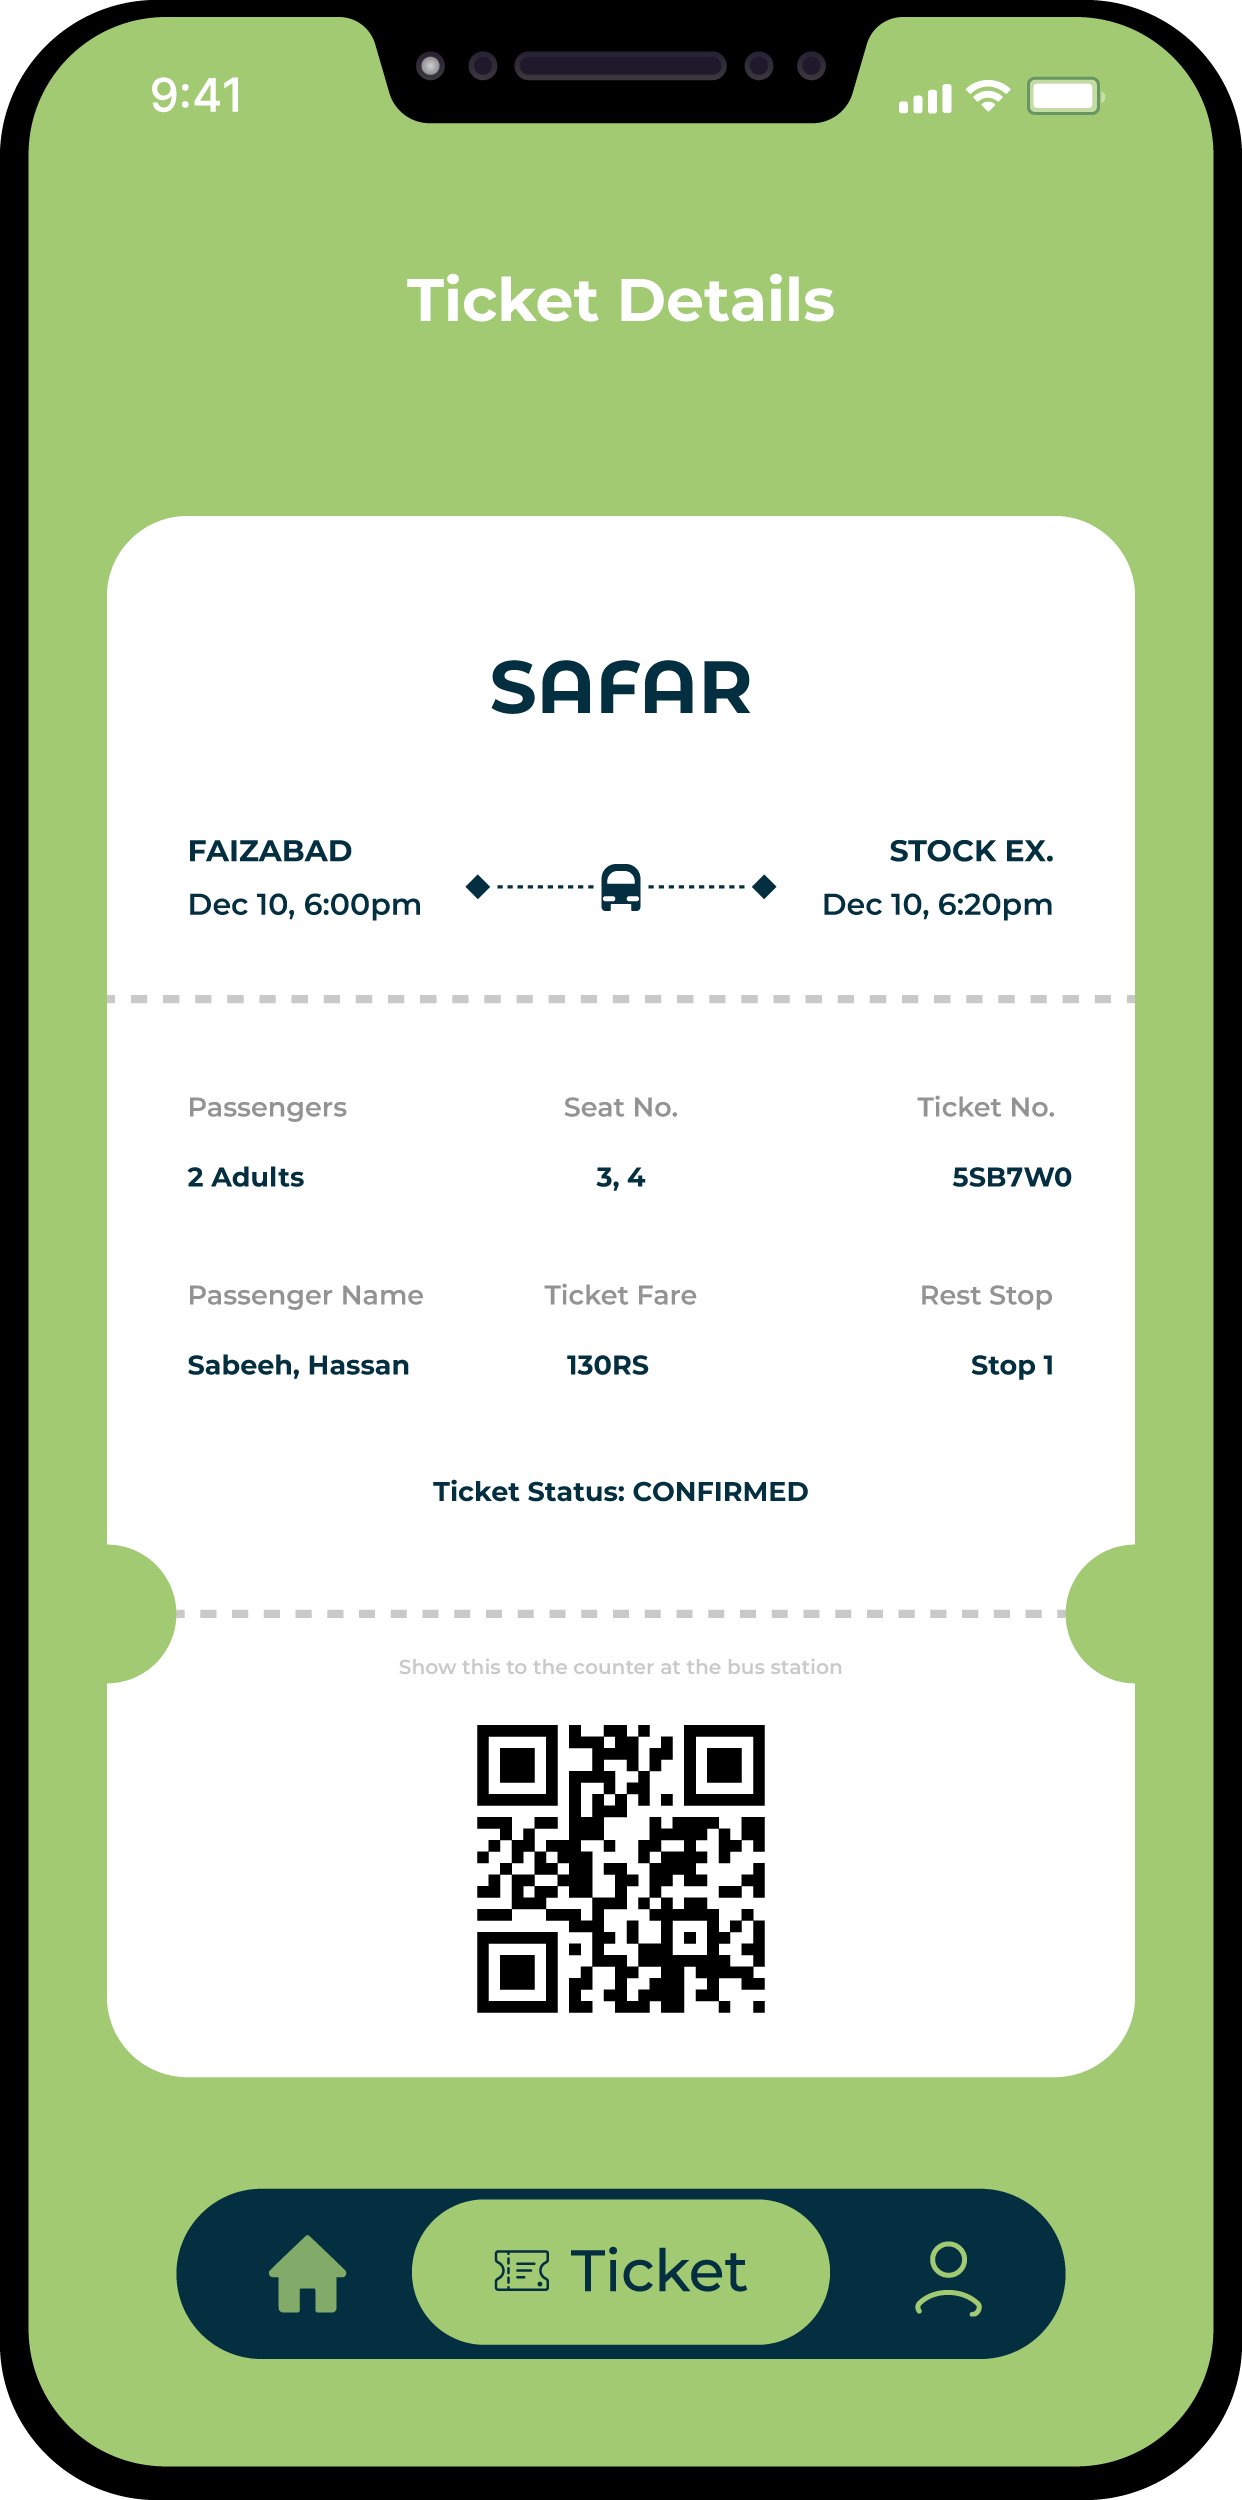 9:41
Ticket Details
SAFAR
FAIZABAD
STOCK EX.
Dec 10, 6:00pm
Dec 10, 6:20pm
Passengers
Seat No.
Ticket No.
2 Adults
3, 4
5SB7W0
Passenger Name
Ticket Fare
Rest Stop
Sabeeh, Hassan
130RS
Stop 1
Ticket Status: CONFIRMED
Show this to the counter at the bus station
Ticket